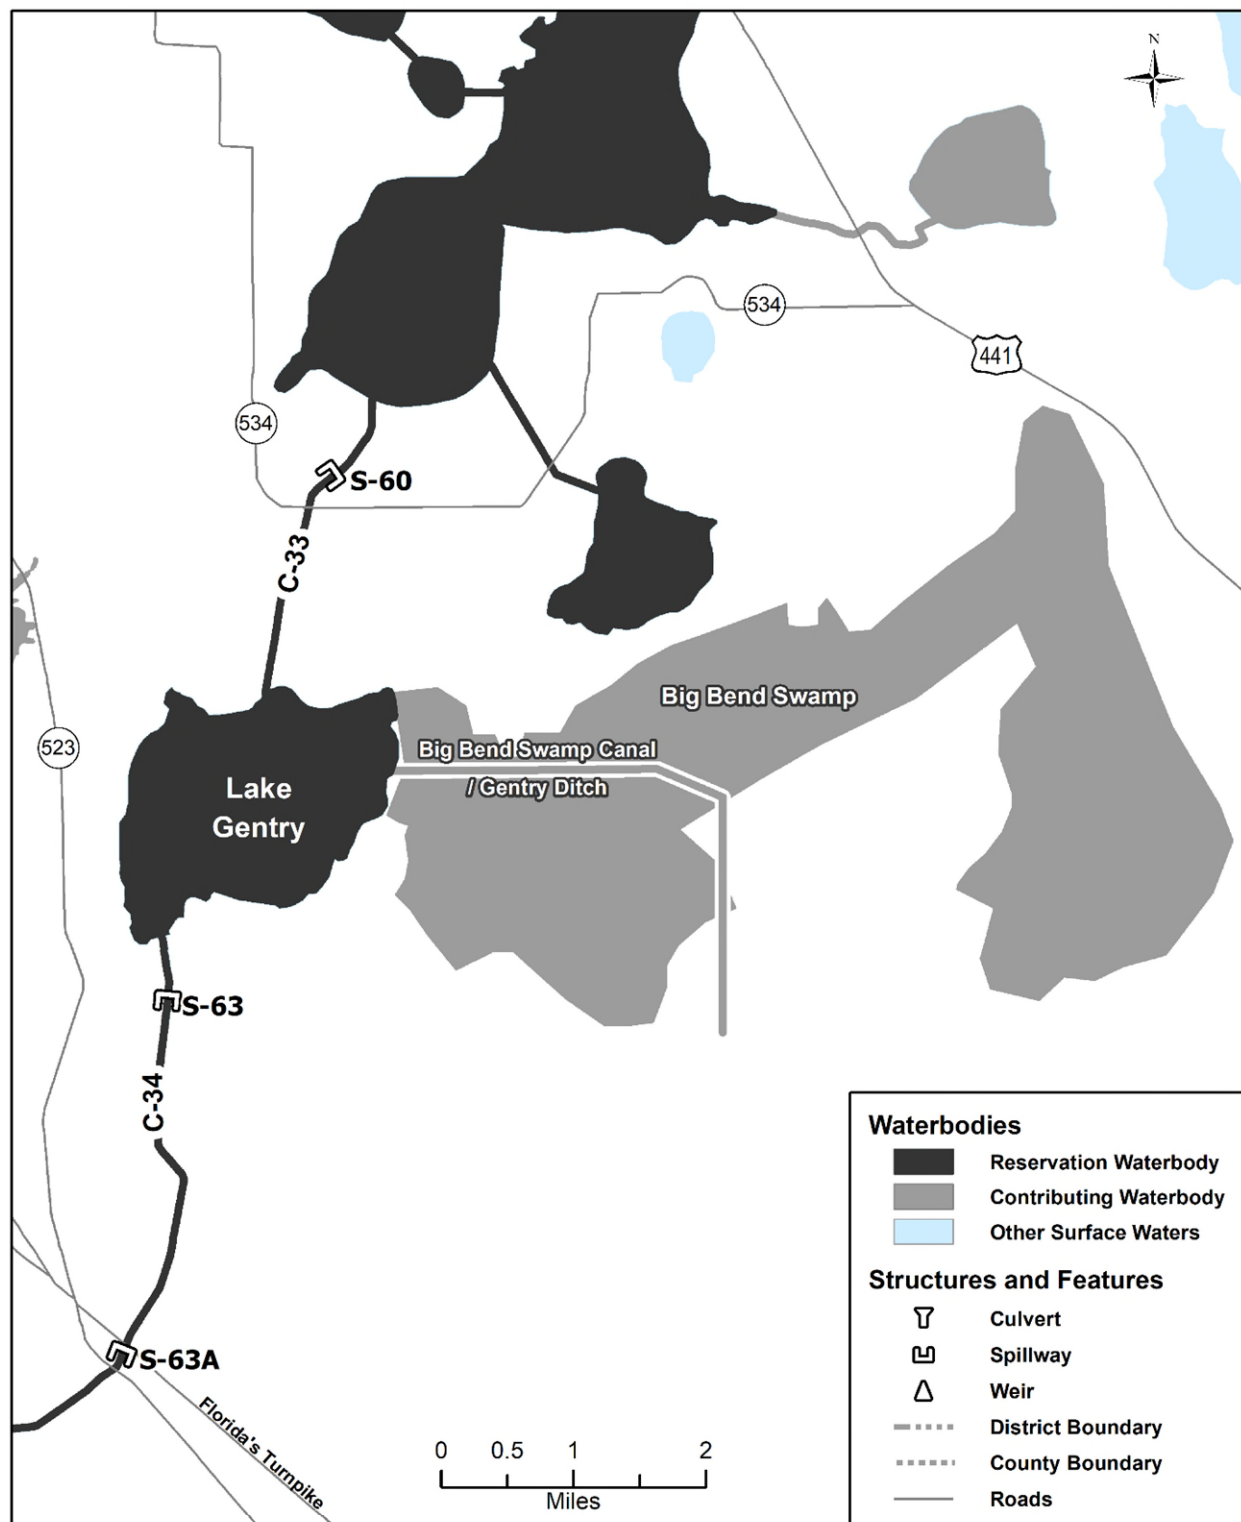 N
534
441
534
S-60
C-33
Big Bend Swamp
523
Big Bend Swamp Canal
/ Gentry Ditch
Lake
Gentry
S-63
C-34
S-63A
Florida's Turnpike
0 0.5 1 2
Miles
Waterbodies
Reservation Waterbody
Contributing Waterbody
Other Surface Waters
Structures and Features
Culvert
Spillway
Weir
District Boundary
County Boundary
Roads